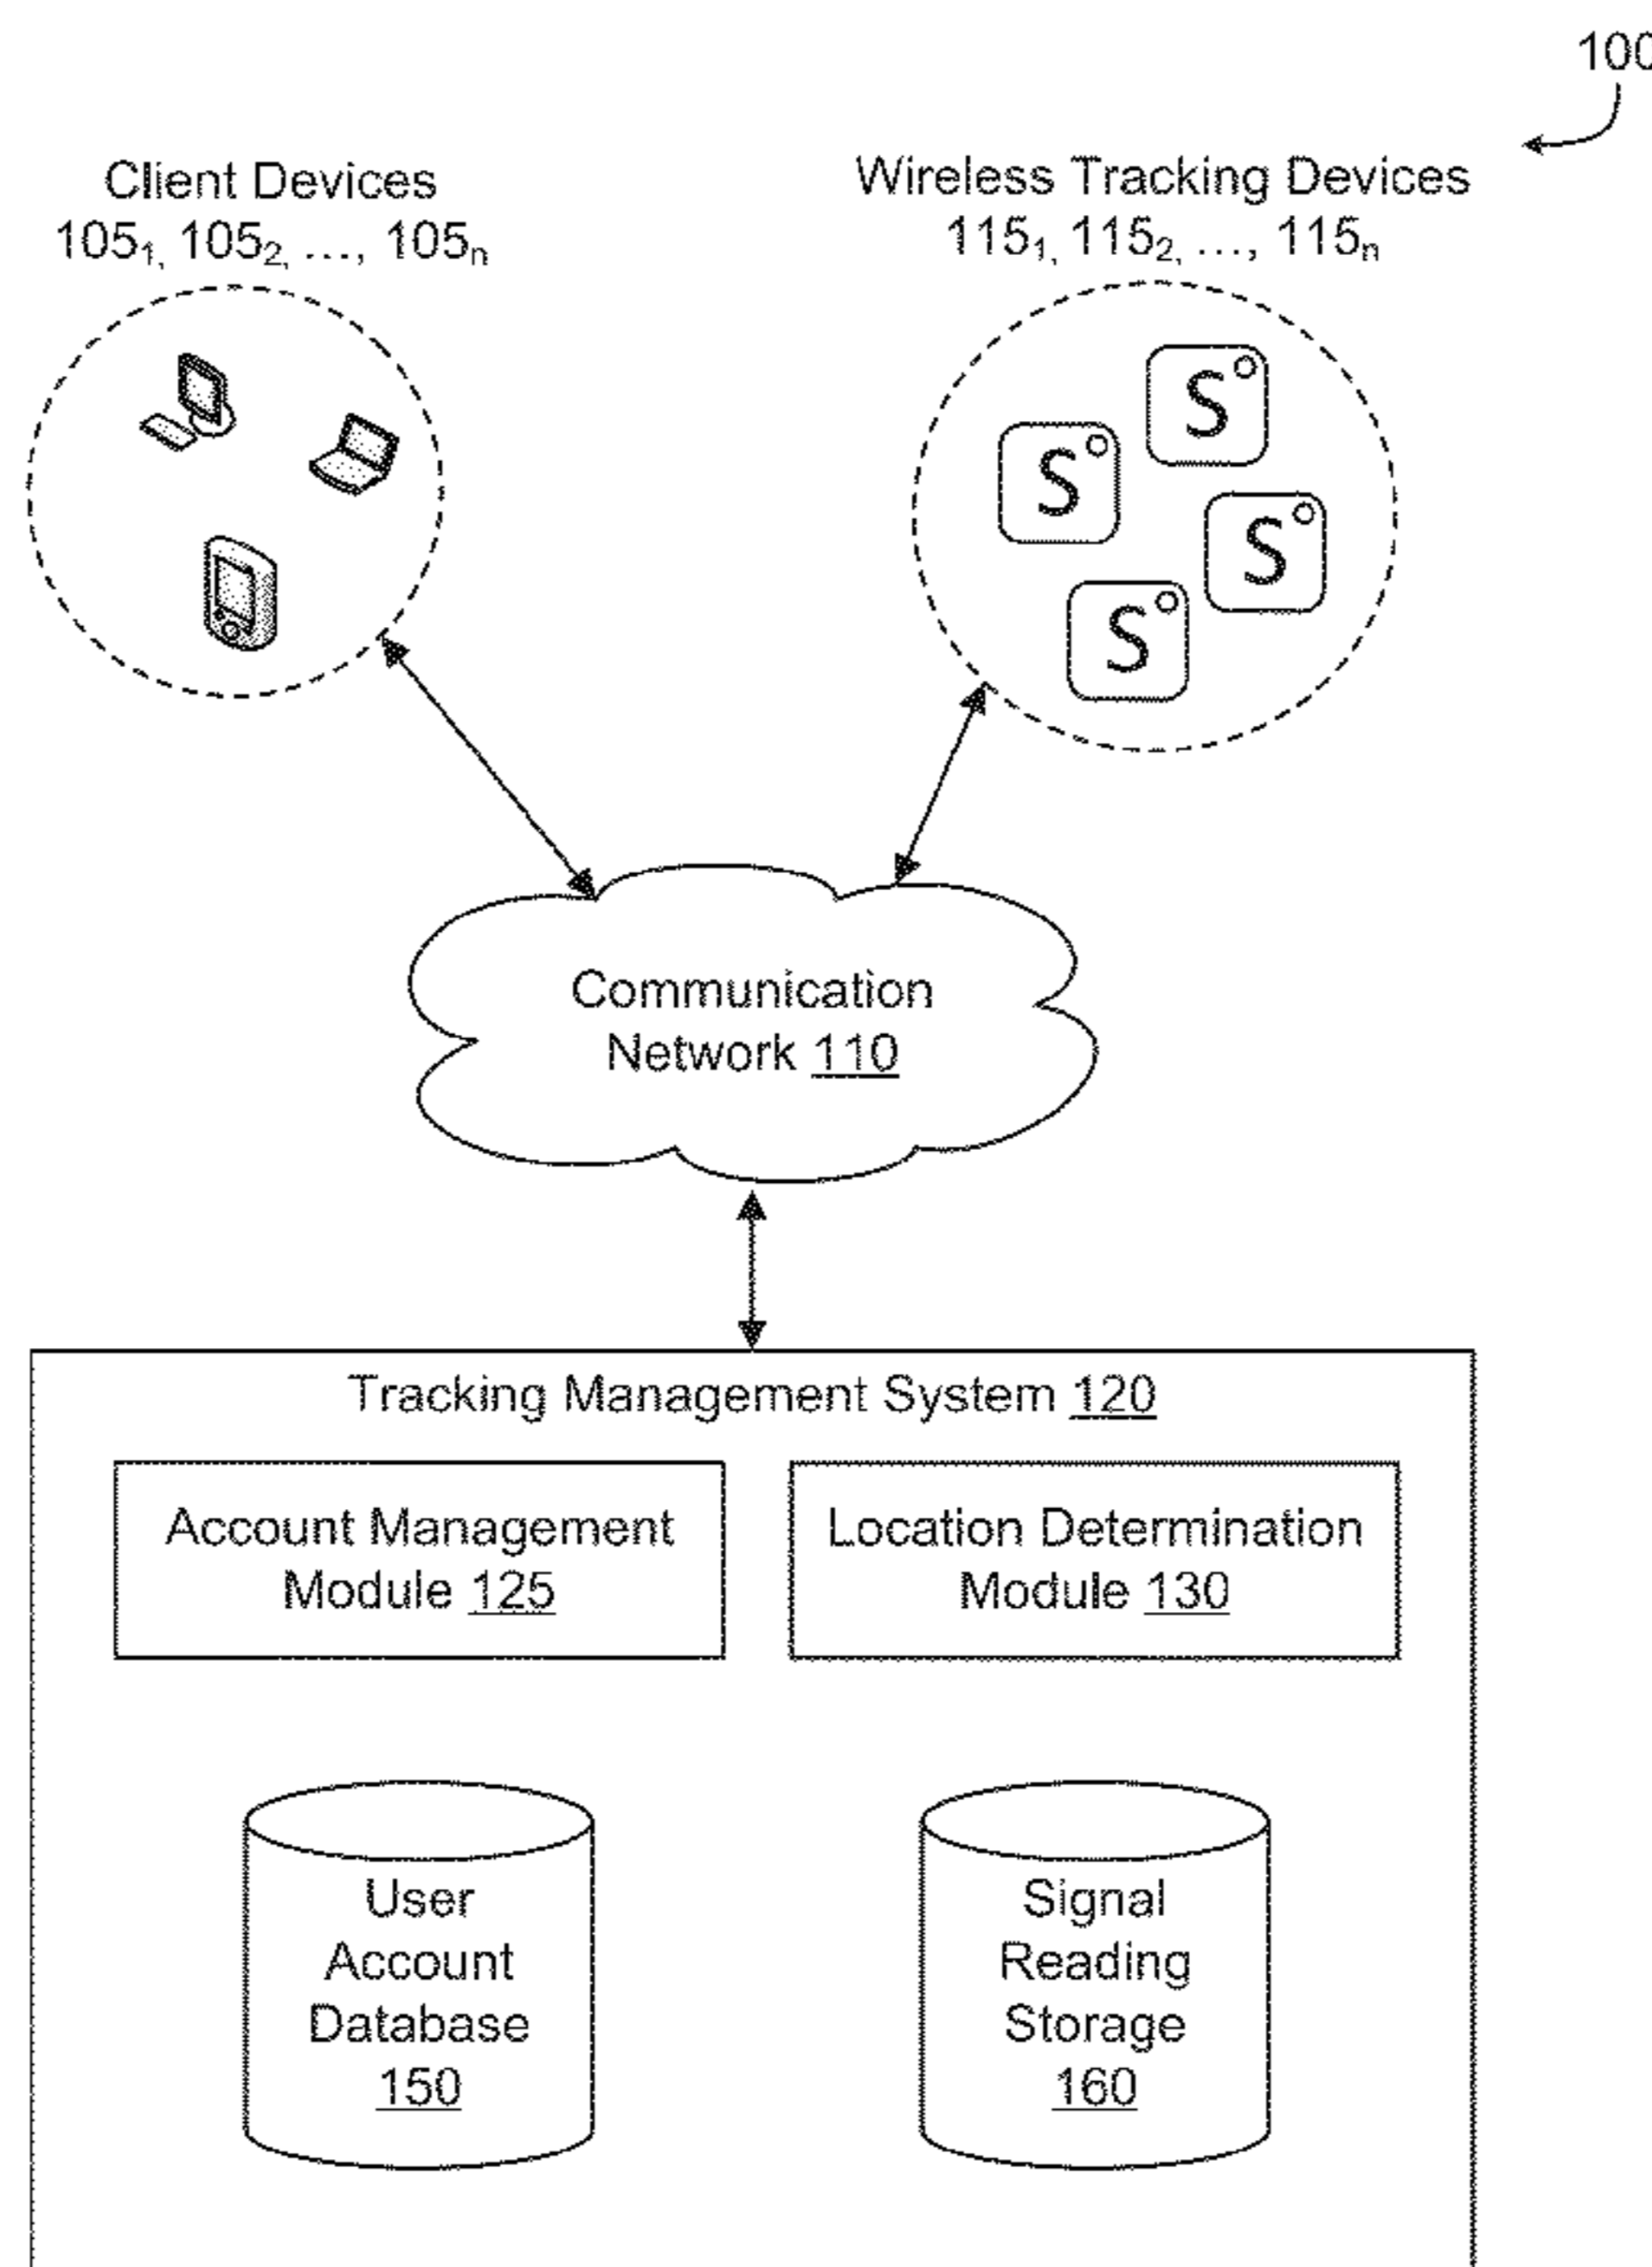 100
Client Devices
105₁, 105₂, …, 105ₙ
Wireless Tracking Devices
115₁, 115₂, …, 115ₙ
S
S
S
S
Communication
Network 110
Tracking Management System 120
Account Management
Module 125
Location Determination
Module 130
User
Account
Database
150
Signal
Reading
Storage
160